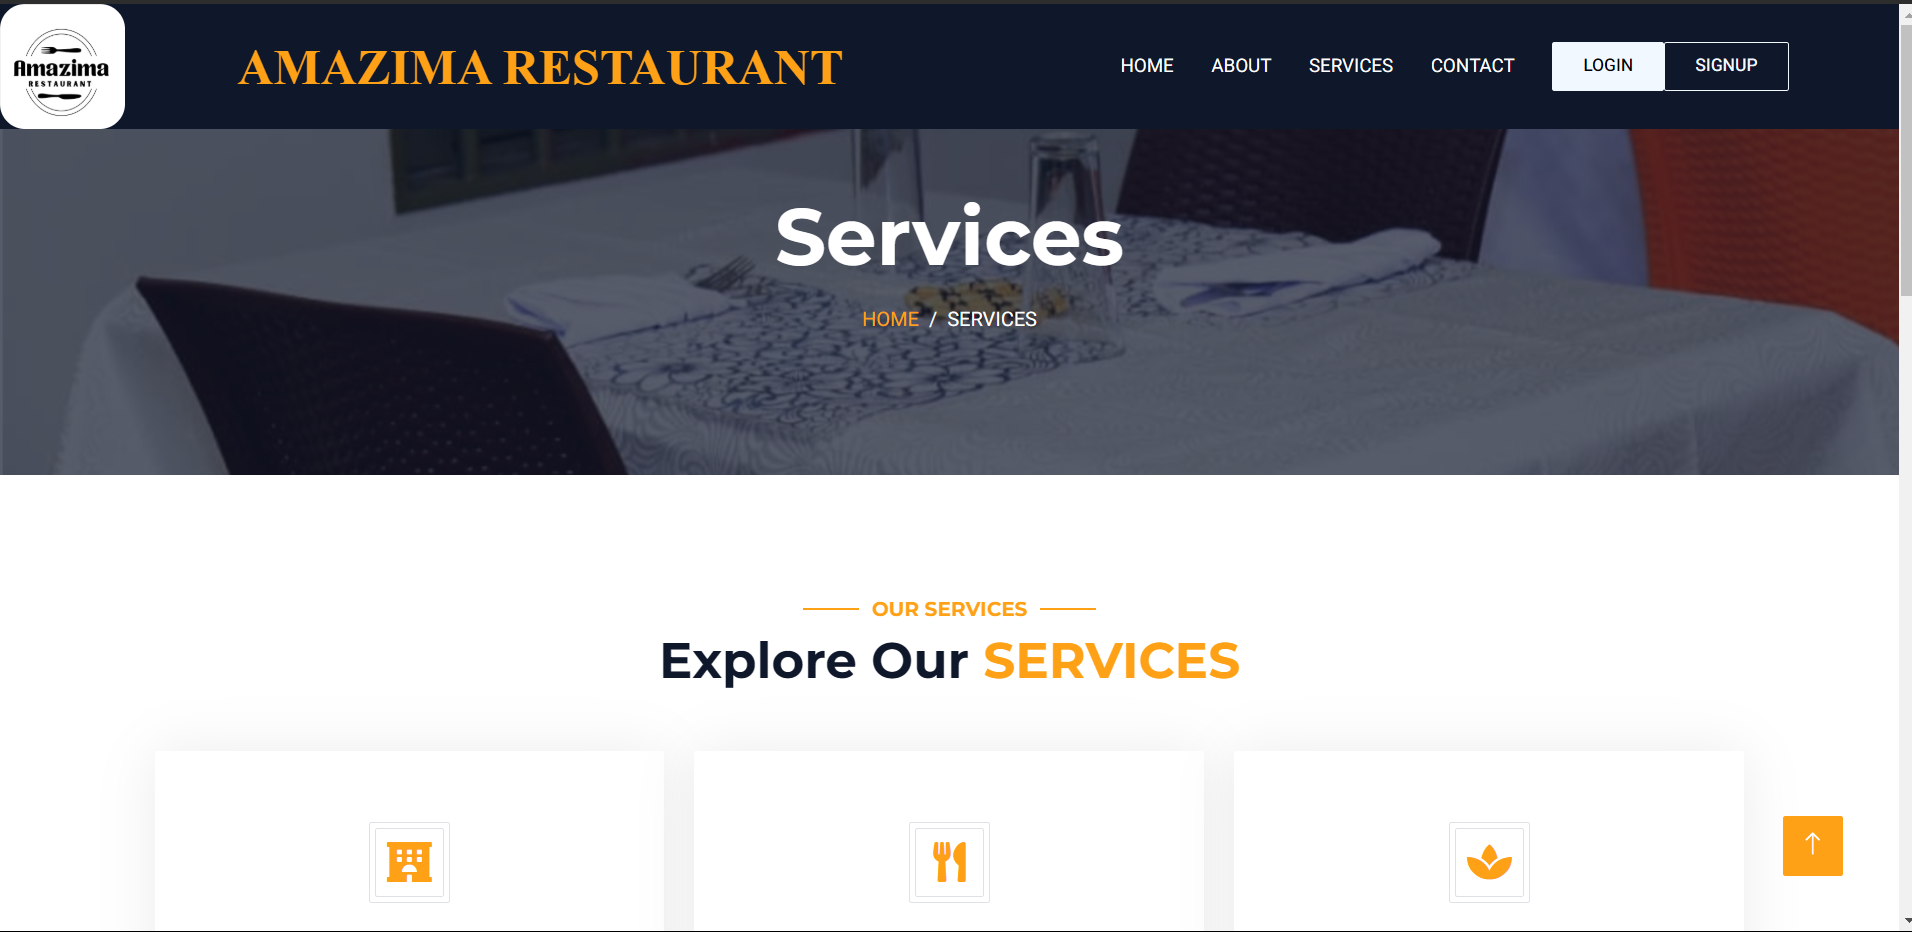 Amazima
RESTAURANT
AMAZIMA RESTAURANT
HOME
ABOUT
SERVICES
CONTACT
LOGIN
SIGNUP
Services
HOME / SERVICES
OUR SERVICES
Explore Our SERVICES